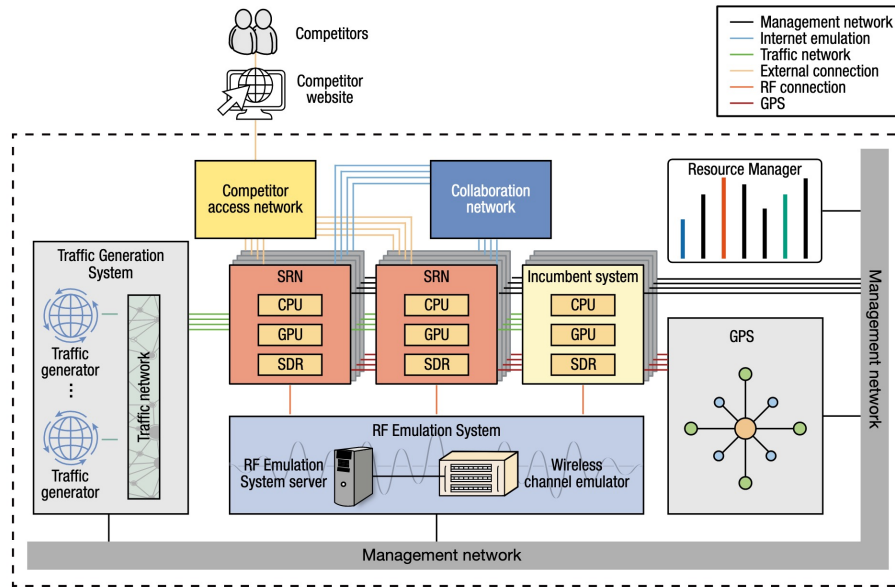 Competitors
Competitor
website
Management network
Internet emulation
Traffic network
External connection
RF connection
GPS
Competitor
access network
Collaboration
network
Resource Manager
Traffic Generation
System
Traffic
generator
...
Traffic
generator
Traffic network
SRN
CPU
GPU
SDR
SRN
CPU
GPU
SDR
Incumbent system
CPU
GPU
SDR
GPS
Management network
RF Emulation System
RF Emulation
System server
Wireless
channel emulator
Management network